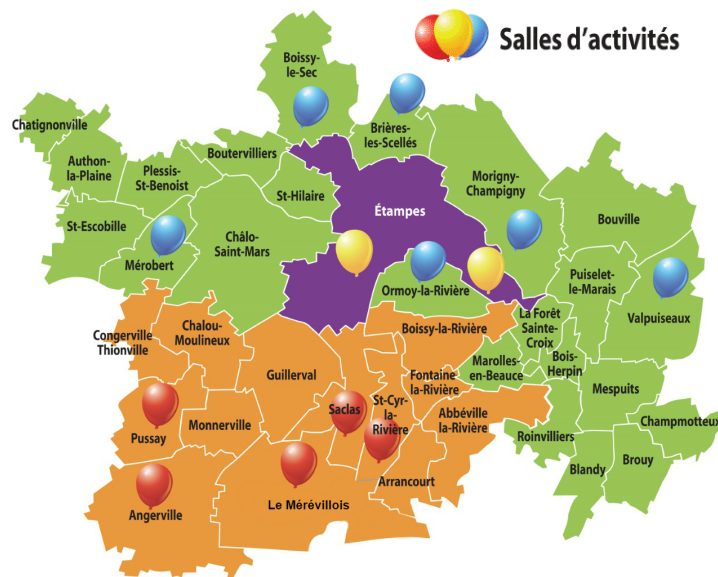 Salles d'activités
Boissy-
le-Sec
Chatignonville
Brières-
les-Scellés
Authon-
la-Plaine
Plessis-
St-Benoist
Boutervilliers
St-Hilaire
Morigny-
Champigny
Étampes
Bouville
St-Escobille
Châlo-
Saint-Mars
Mérobert
Ormoy-la-Rivière
Puiselet-
le-Marais
Valpuiseaux
Congerville
Thionville
Chalou-
Moulineux
Boissy-la-Rivière
La Forêt
Sainte-
Croix
Marolles-
en-Beauce
Bois-
Herpin
Guillerval
Fontaine
la-Rivière
Mespuits
Saclas
St-Cyr-
la-
Rivière
Abbéville
la-Rivière
Champmotteux
Pussay
Monnerville
Roinvilliers
Blandy
Brouy
Arrancourt
Angerville
Le Mérévillois